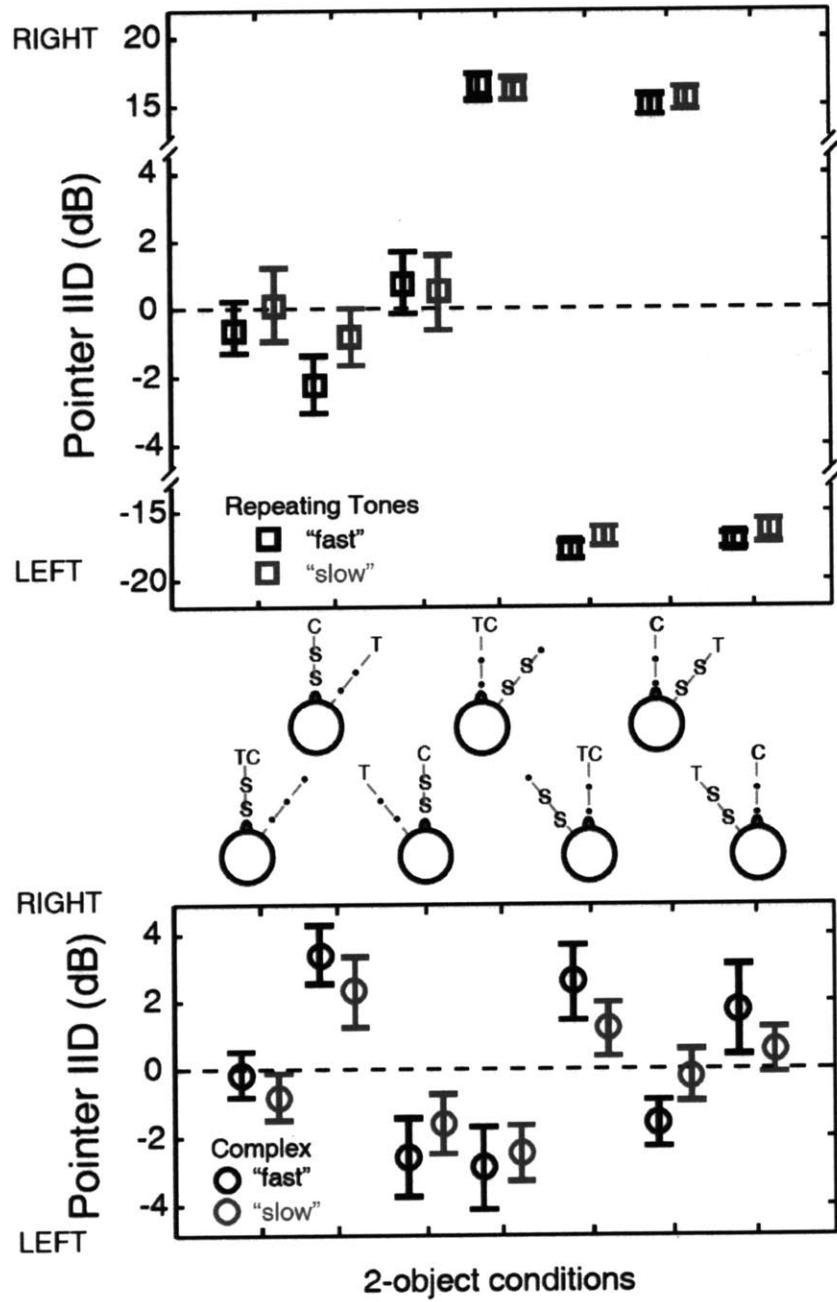 RIGHT
20
15
4
2
0
-2
-4
-15
-20
LEFT
Pointer IID (dB)
Repeating Tones
"fast"
"slow"
C
S
S
T
TC
S
S
C
S
S
T
TC
S
S
T
C
S
S
TC
S
S
T
S
S
C
RIGHT
4
2
0
-2
-4
LEFT
Pointer IID (dB)
Complex
"fast"
"slow"
2-object conditions